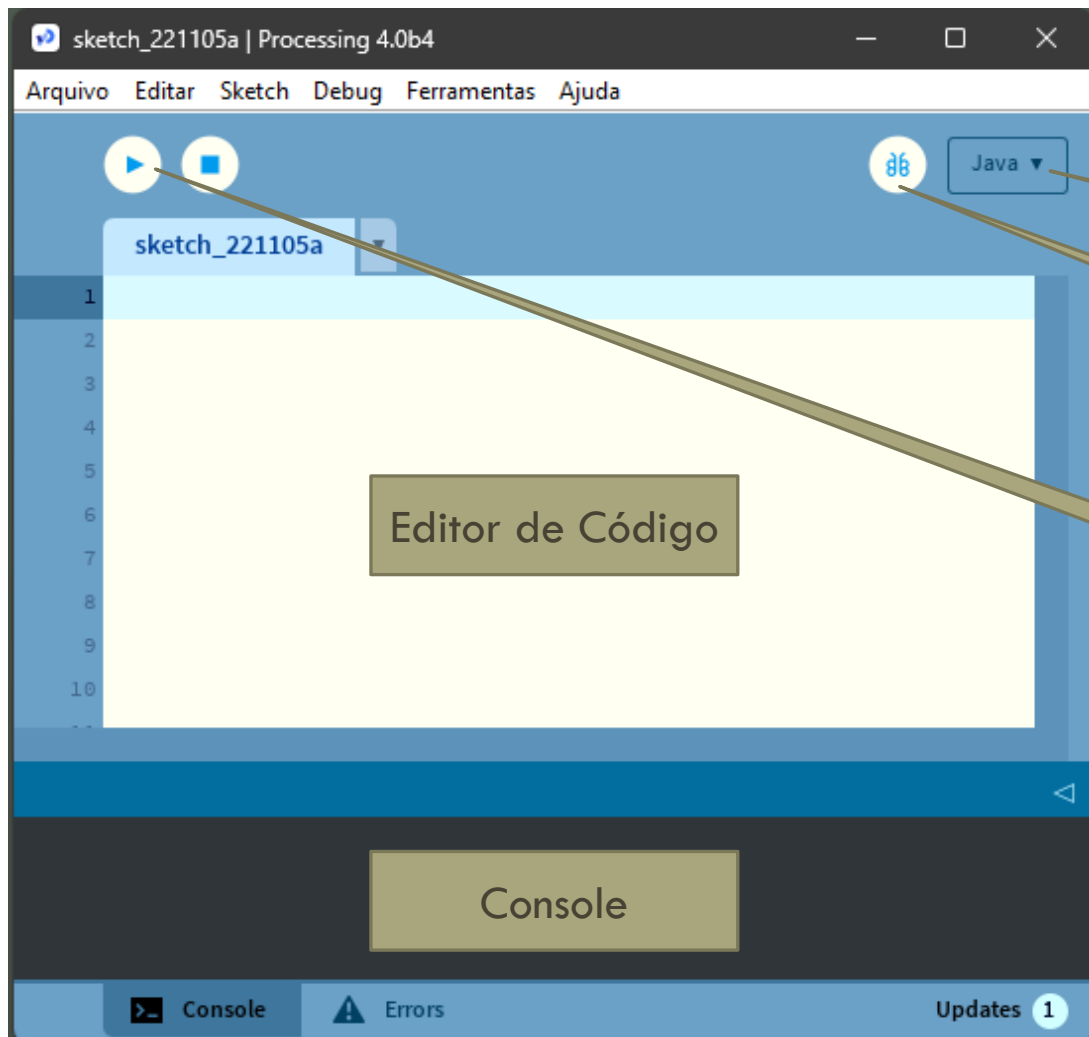 sketch_221105a | Processing 4.0b4
Arquivo Editar Sketch Debug Ferramentas Ajuda
Java
sketch_221105a
1
2
3
4
5
6
7
8
9
10
Editor de Código
Console
Console Errors Updates 1